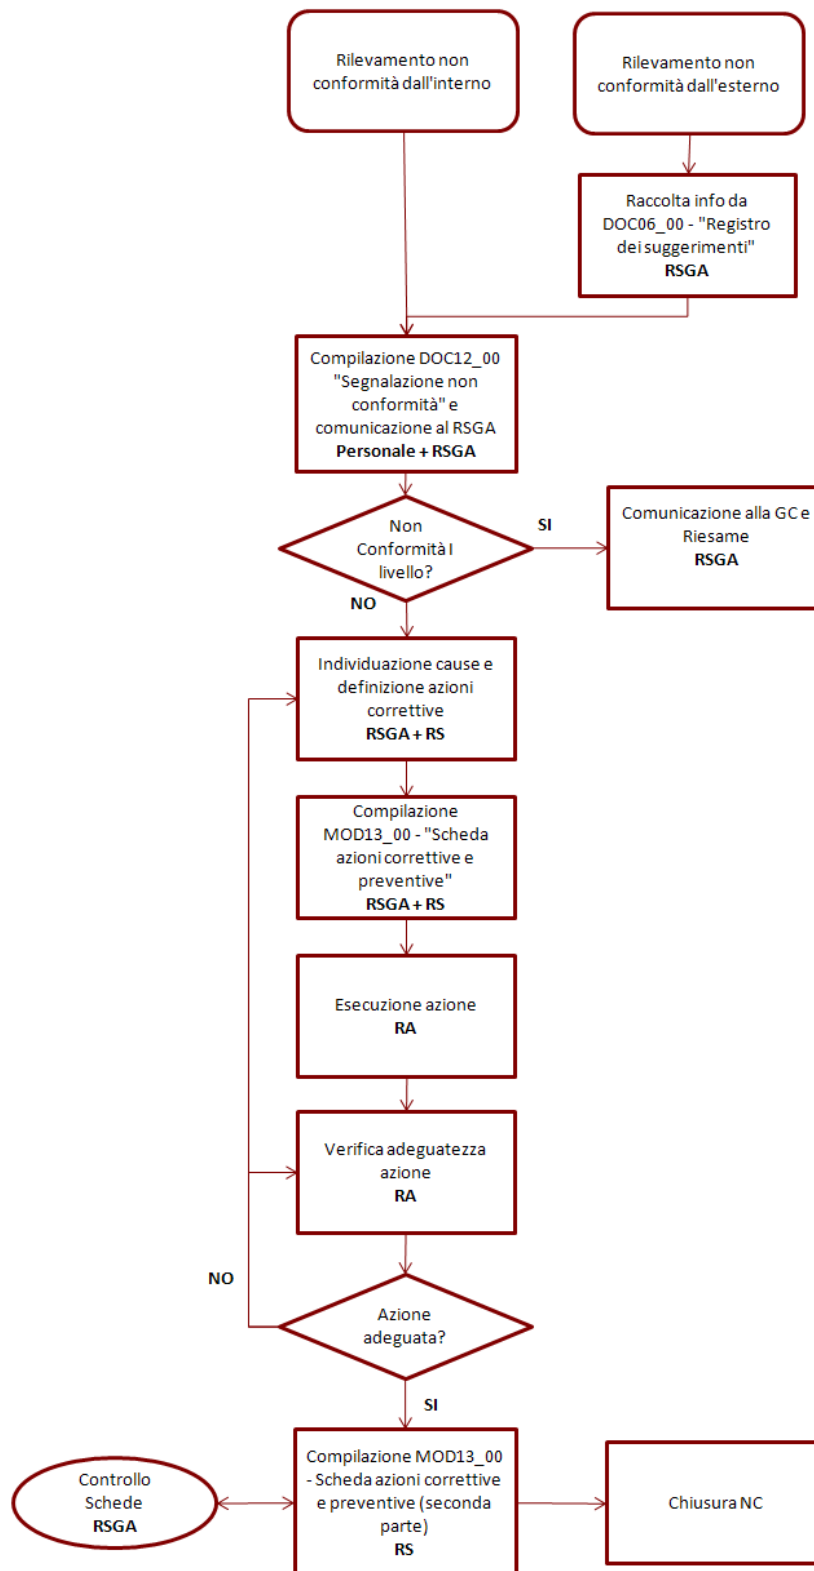 Rilevamento non
conformità dall'interno
Rilevamento non
conformità dall'esterno
Raccolta info da
DOC06_00 - "Registro
dei suggerimenti"
RSGA
Compilazione DOC12_00
"Segnalazione non
conformità" e
comunicazione al RSGA
Personale + RSGA
Non
Conformità I
livello?
SI
Comunicazione alla GC e
Riesame
RSGA
NO
Individuazione cause e
definizione azioni
correttive
RSGA + RS
Compilazione
MOD13_00 - "Scheda
azioni correttive e
preventive"
RSGA + RS
Esecuzione azione
RA
Verifica adeguatezza
azione
RA
NO
Azione
adeguata?
SI
Controllo
Schede
RSGA
Compilazione MOD13_00
- Scheda azioni correttive
e preventive (seconda
parte)
RS
Chiusura NC